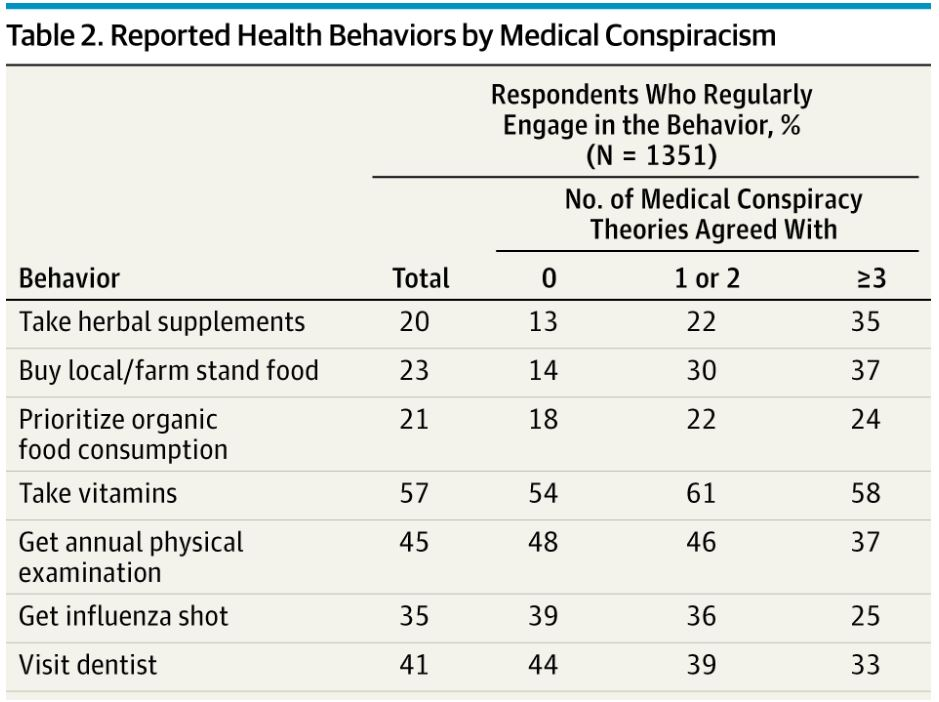 Table 2. Reported Health Behaviors by Medical Conspiracism
Respondents Who Regularly
Engage in the Behavior, %
(N = 1351)
No. of Medical Conspiracy
Theories Agreed With
Behavior Total 0 1 or 2 ≥3
Take herbal supplements 20 13 22 35
Buy local/farm stand food 23 14 30 37
Prioritize organic 21 18 22 24
food consumption
Take vitamins 57 54 61 58
Get annual physical 45 48 46 37
examination
Get influenza shot 35 39 36 25
Visit dentist 41 44 39 33